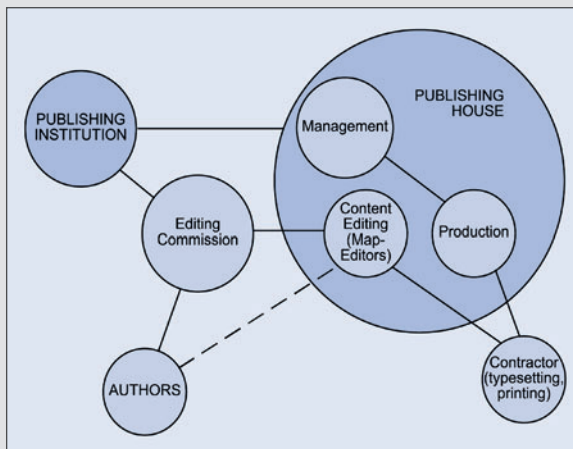 PUBLISHING
INSTITUTION
PUBLISHING
HOUSE
Management
Editing
Commission
Content
Editing
(Map-
Editors)
Production
AUTHORS
Contractor
(typesetting,
printing)